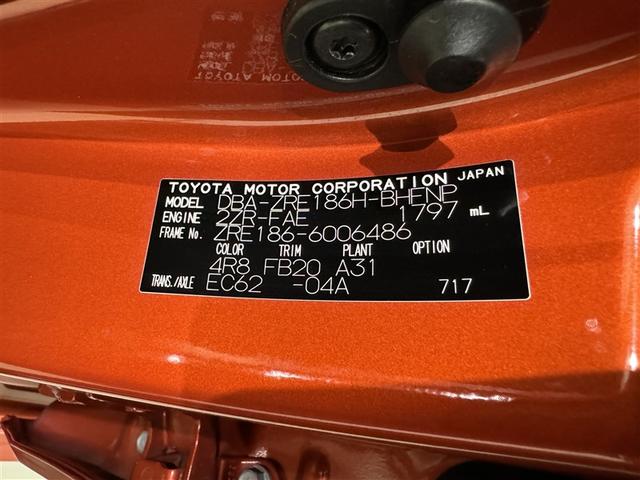 TOYOTA MOTOR CORPORATION JAPAN
MODEL DBA-ZRE186H-BHENP
ENGINE 2ZR-FAE 1797 mL
FRAME No. ZRE186-6006486
COLOR TRIM PLANT OPTION
4R8 FB20 A31
TRANS./AXLE EC62 -04A 717